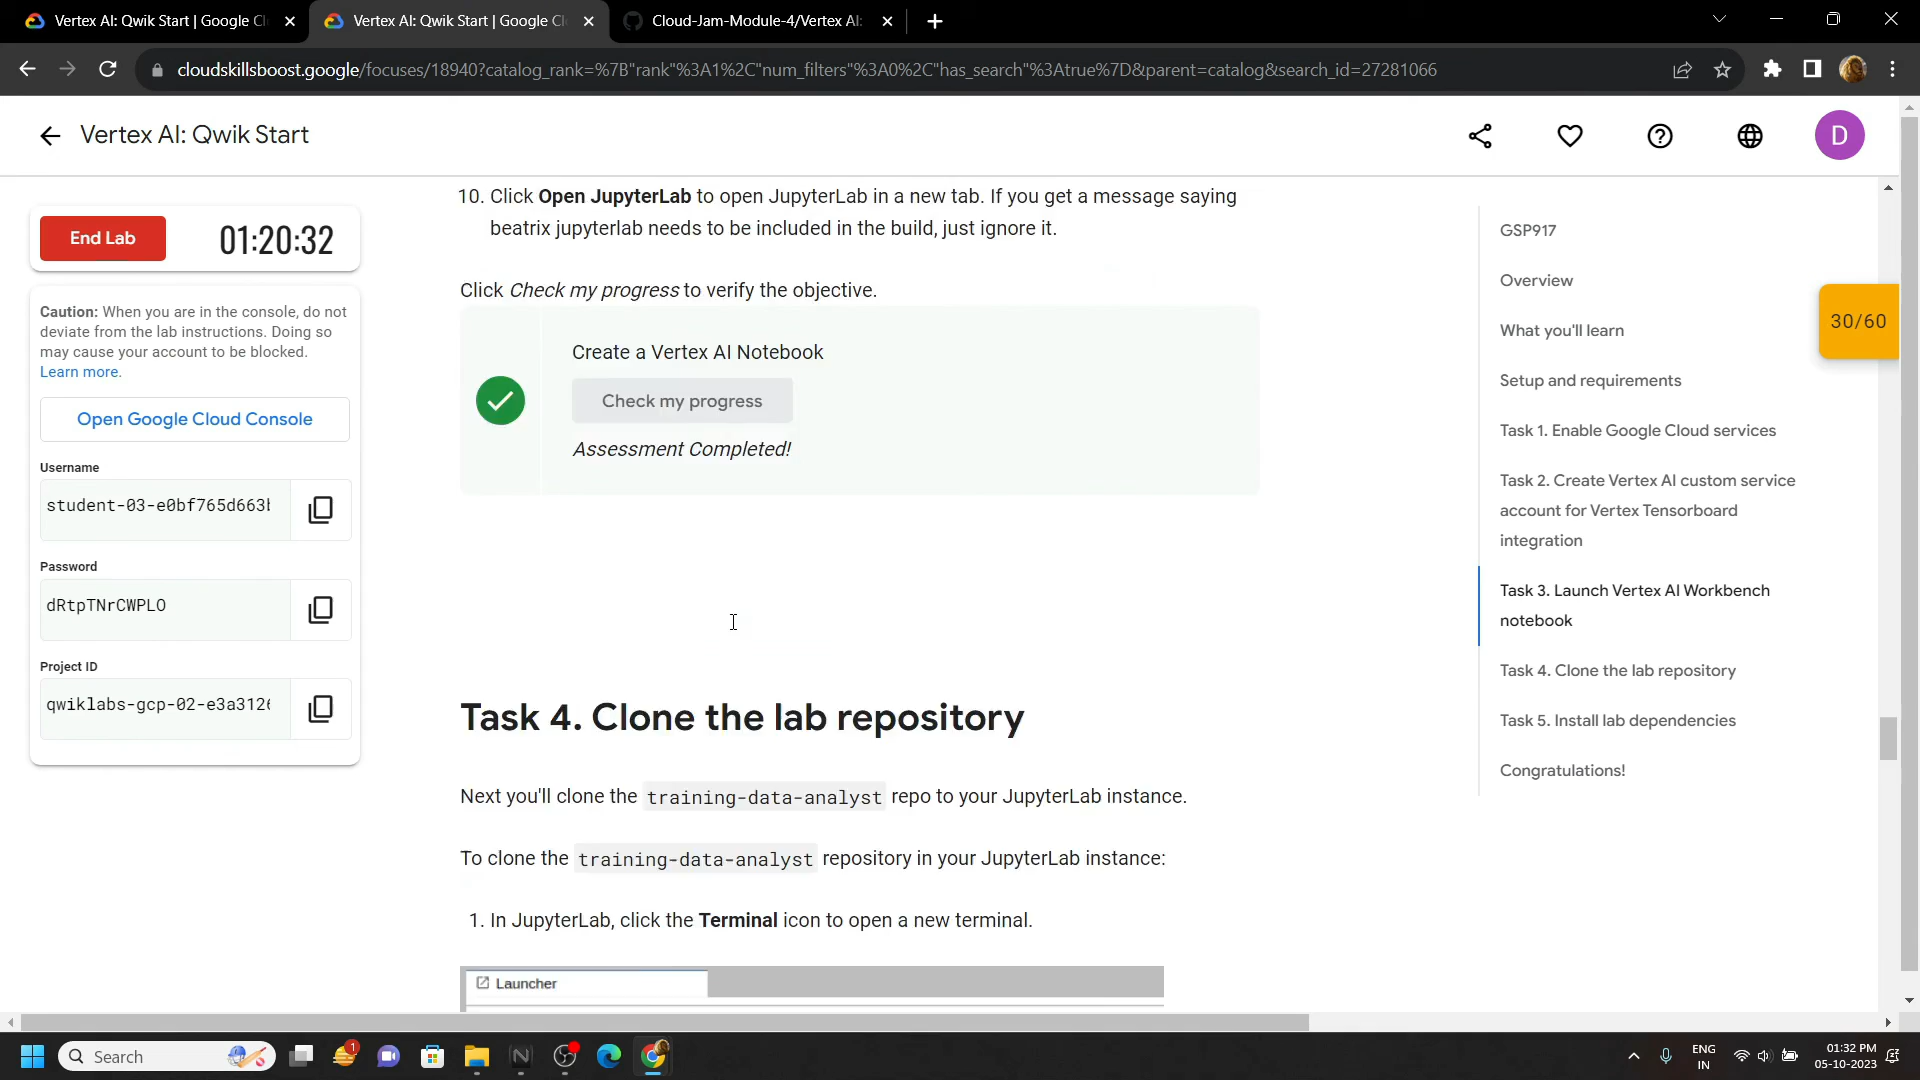 Vertex AI: Qwik Start | Google Cl
Vertex AI: Qwik Start | Google Cl
Cloud-Jam-Module-4/Vertex AI:
cloudskillsboost.google/focuses/18940?catalog_rank=%7B"rank"%3A1%2C"num_filters"%3A0%2C"has_search"%3Atrue%7D&parent=catalog&search_id=27281066
Vertex AI: Qwik Start
D
End Lab
01:20:32
Caution: When you are in the console, do not
deviate from the lab instructions. Doing so
may cause your account to be blocked.
Learn more.
Open Google Cloud Console
Username
student-03-e0bf765d663b
Password
dRtpTNrCWPLO
Project ID
qwiklabs-gcp-02-e3a3126
10. Click Open JupyterLab to open JupyterLab in a new tab. If you get a message saying
beatrix jupyterlab needs to be included in the build, just ignore it.
Click Check my progress to verify the objective.
Create a Vertex AI Notebook
Check my progress
Assessment Completed!
Task 4. Clone the lab repository
Next you'll clone the training-data-analyst repo to your JupyterLab instance.
To clone the training-data-analyst repository in your JupyterLab instance:
1. In JupyterLab, click the Terminal icon to open a new terminal.
Launcher
GSP917
Overview
What you'll learn
Setup and requirements
Task 1. Enable Google Cloud services
Task 2. Create Vertex AI custom service
account for Vertex Tensorboard
integration
Task 3. Launch Vertex AI Workbench
notebook
Task 4. Clone the lab repository
Task 5. Install lab dependencies
Congratulations!
30/60
Search
1
ENG
IN
01:32 PM
05-10-2023